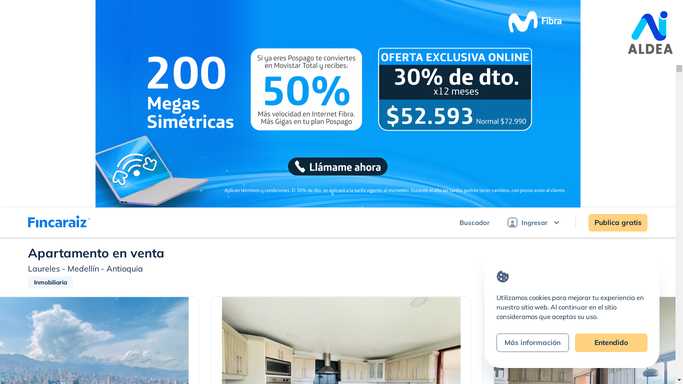 Fibra
ALDEA
200
Megas
Simétricas
Si ya eres Pospago te conviertes
en Movistar Total y recibes:
50%
Más velocidad en Internet Fibra.
Más Gigas en tu plan Pospago
OFERTA EXCLUSIVA ONLINE
30% de dto.
x12 meses
$52.593 Normal $72.990
Llámame ahora
Fincaraíz
Buscador
Ingresar
Publica gratis
Apartamento en venta
Laureles - Medellín - Antioquia
Inmobiliaria
Utilizamos cookies para mejorar tu experiencia en
nuestro sitio web. Al continuar en el sitio
consideramos que aceptas su uso.
Más información
Entendido